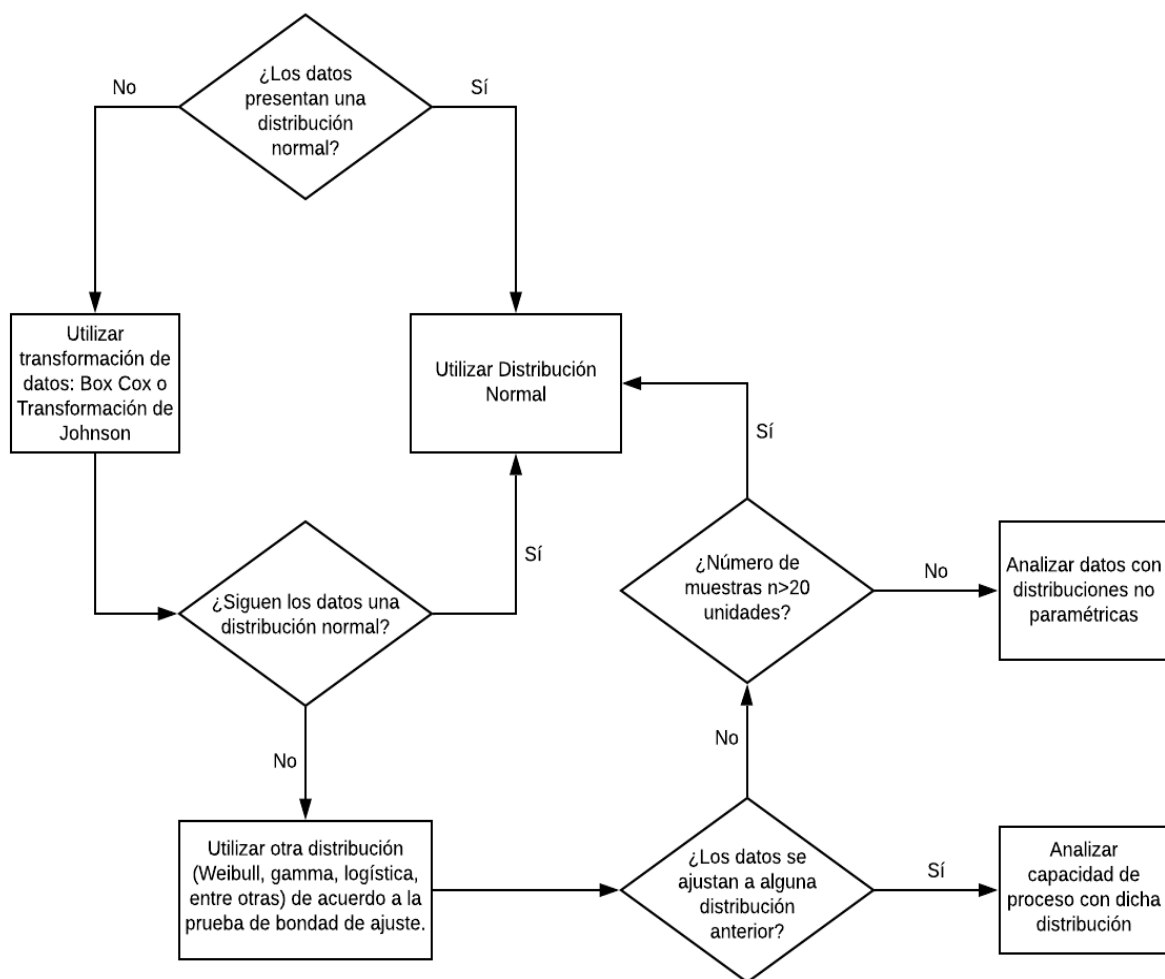 ¿Los datos
presentan una
distribución
normal?
No
Sí
Utilizar
transformación de
datos: Box Cox o
Transformación de
Johnson
Utilizar Distribución
Normal
Sí
¿Siguen los datos una
distribución normal?
Sí
No
¿Número de
muestras n>20
unidades?
No
Analizar datos con
distribuciones no
paramétricas
Utilizar otra distribución
(Weibull, gamma, logística,
entre otras) de acuerdo a la
prueba de bondad de ajuste.
No
¿Los datos se
ajustan a alguna
distribución
anterior?
Sí
Analizar
capacidad de
proceso con dicha
distribución